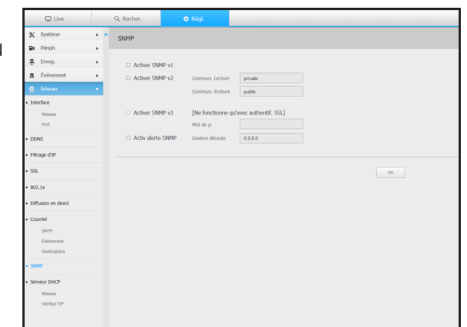 Live
Recher.
Régl.
Système
Périph.
Enreg.
Événement
Réseau
Interface
Réseau
Port
DDNS
Filtrage d'IP
SSL
802.1x
Diffusion en direct
Courriel
SMTP
Événement
Destinataire
SNMP
Serveur DHCP
Réseau
Vérifier l'IP
SNMP
Activer SNMP v1
Activer SNMP v2
Commun. Lecture
private
Commun. écriture
public
Activer SNMP v3
[Ne fonctionne qu'avec authentif. SSL]
Mot de p.
Activ alerte SNMP
Gestion déroute
0.0.0.0
OK